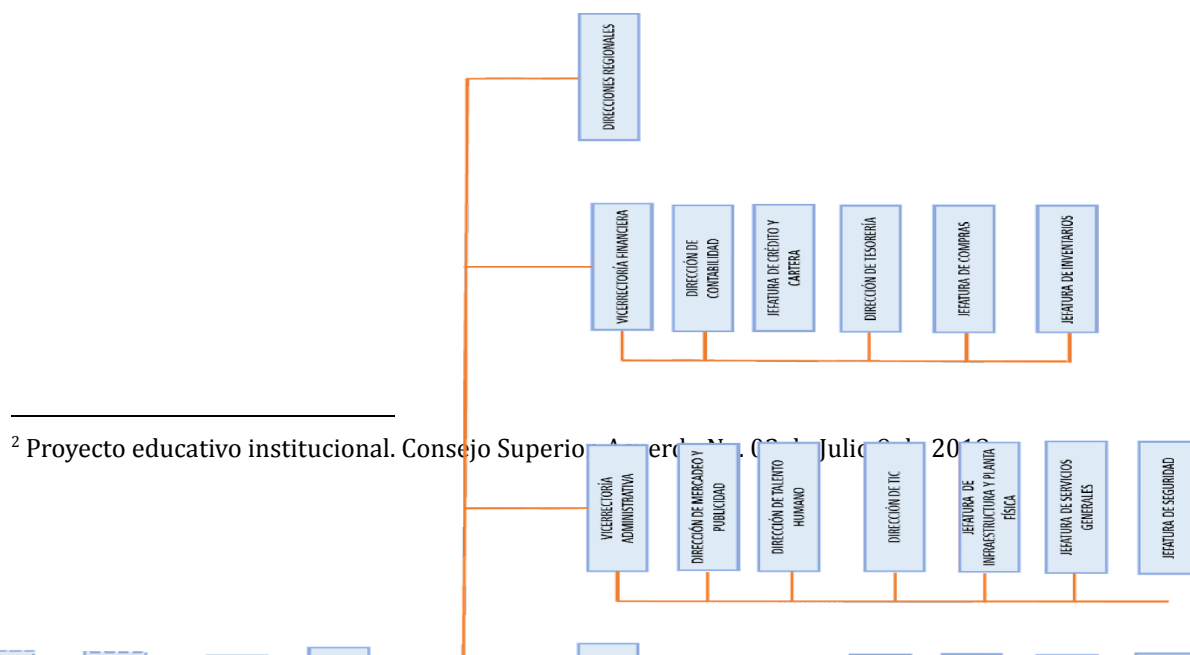 DIRECCIONES REGIONALES
VICERRECTORÍA FINANCIERA
DIRECCIÓN DE
CONTABILIDAD
JEFATURA DE CRÉDITO Y
CARTERA
DIRECCIÓN DE TESORERÍA
JEFATURA DE COMPRAS
JEFATURA DE INVENTARIOS
2 Proyecto educativo institucional. Consejo Superior
VICERRECTORÍA
ADMINISTRATIVA
DIRECCIÓN DE MERCADEO Y
PUBLICIDAD
DIRECCIÓN DE TALENTO
HUMANO
DIRECCIÓN DE TIC
JEFATURA DE
INFRAESTRUCTURA Y PLANTA
FÍSICA
JEFATURA DE SERVICIOS
GENERALES
JEFATURA DE SEGURIDAD